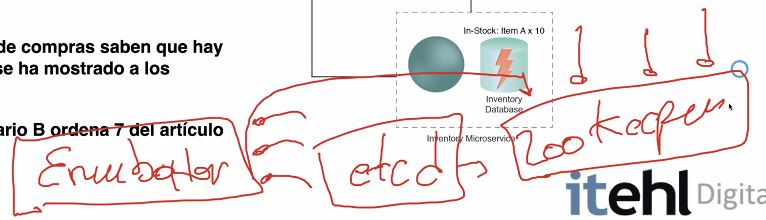 In-Stock: Item A x 10
de compras saben que hay
se ha mostrado a los
Inventory
Database
ario B ordena 7 del artículo
Inventory Microservice
etcd
zookeeper
itehl Digita